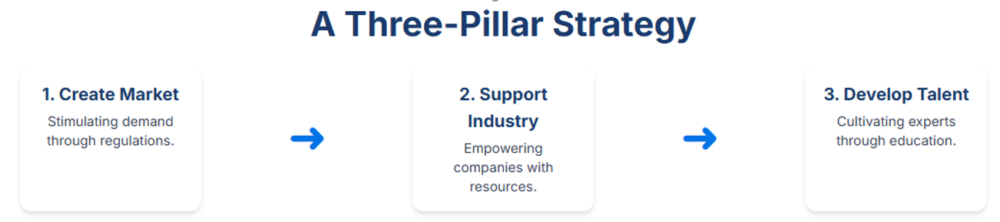 A Three-Pillar Strategy
1. Create Market
Stimulating demand
through regulations.
2. Support
Industry
Empowering
companies with
resources.
3. Develop Talent
Cultivating experts
through education.